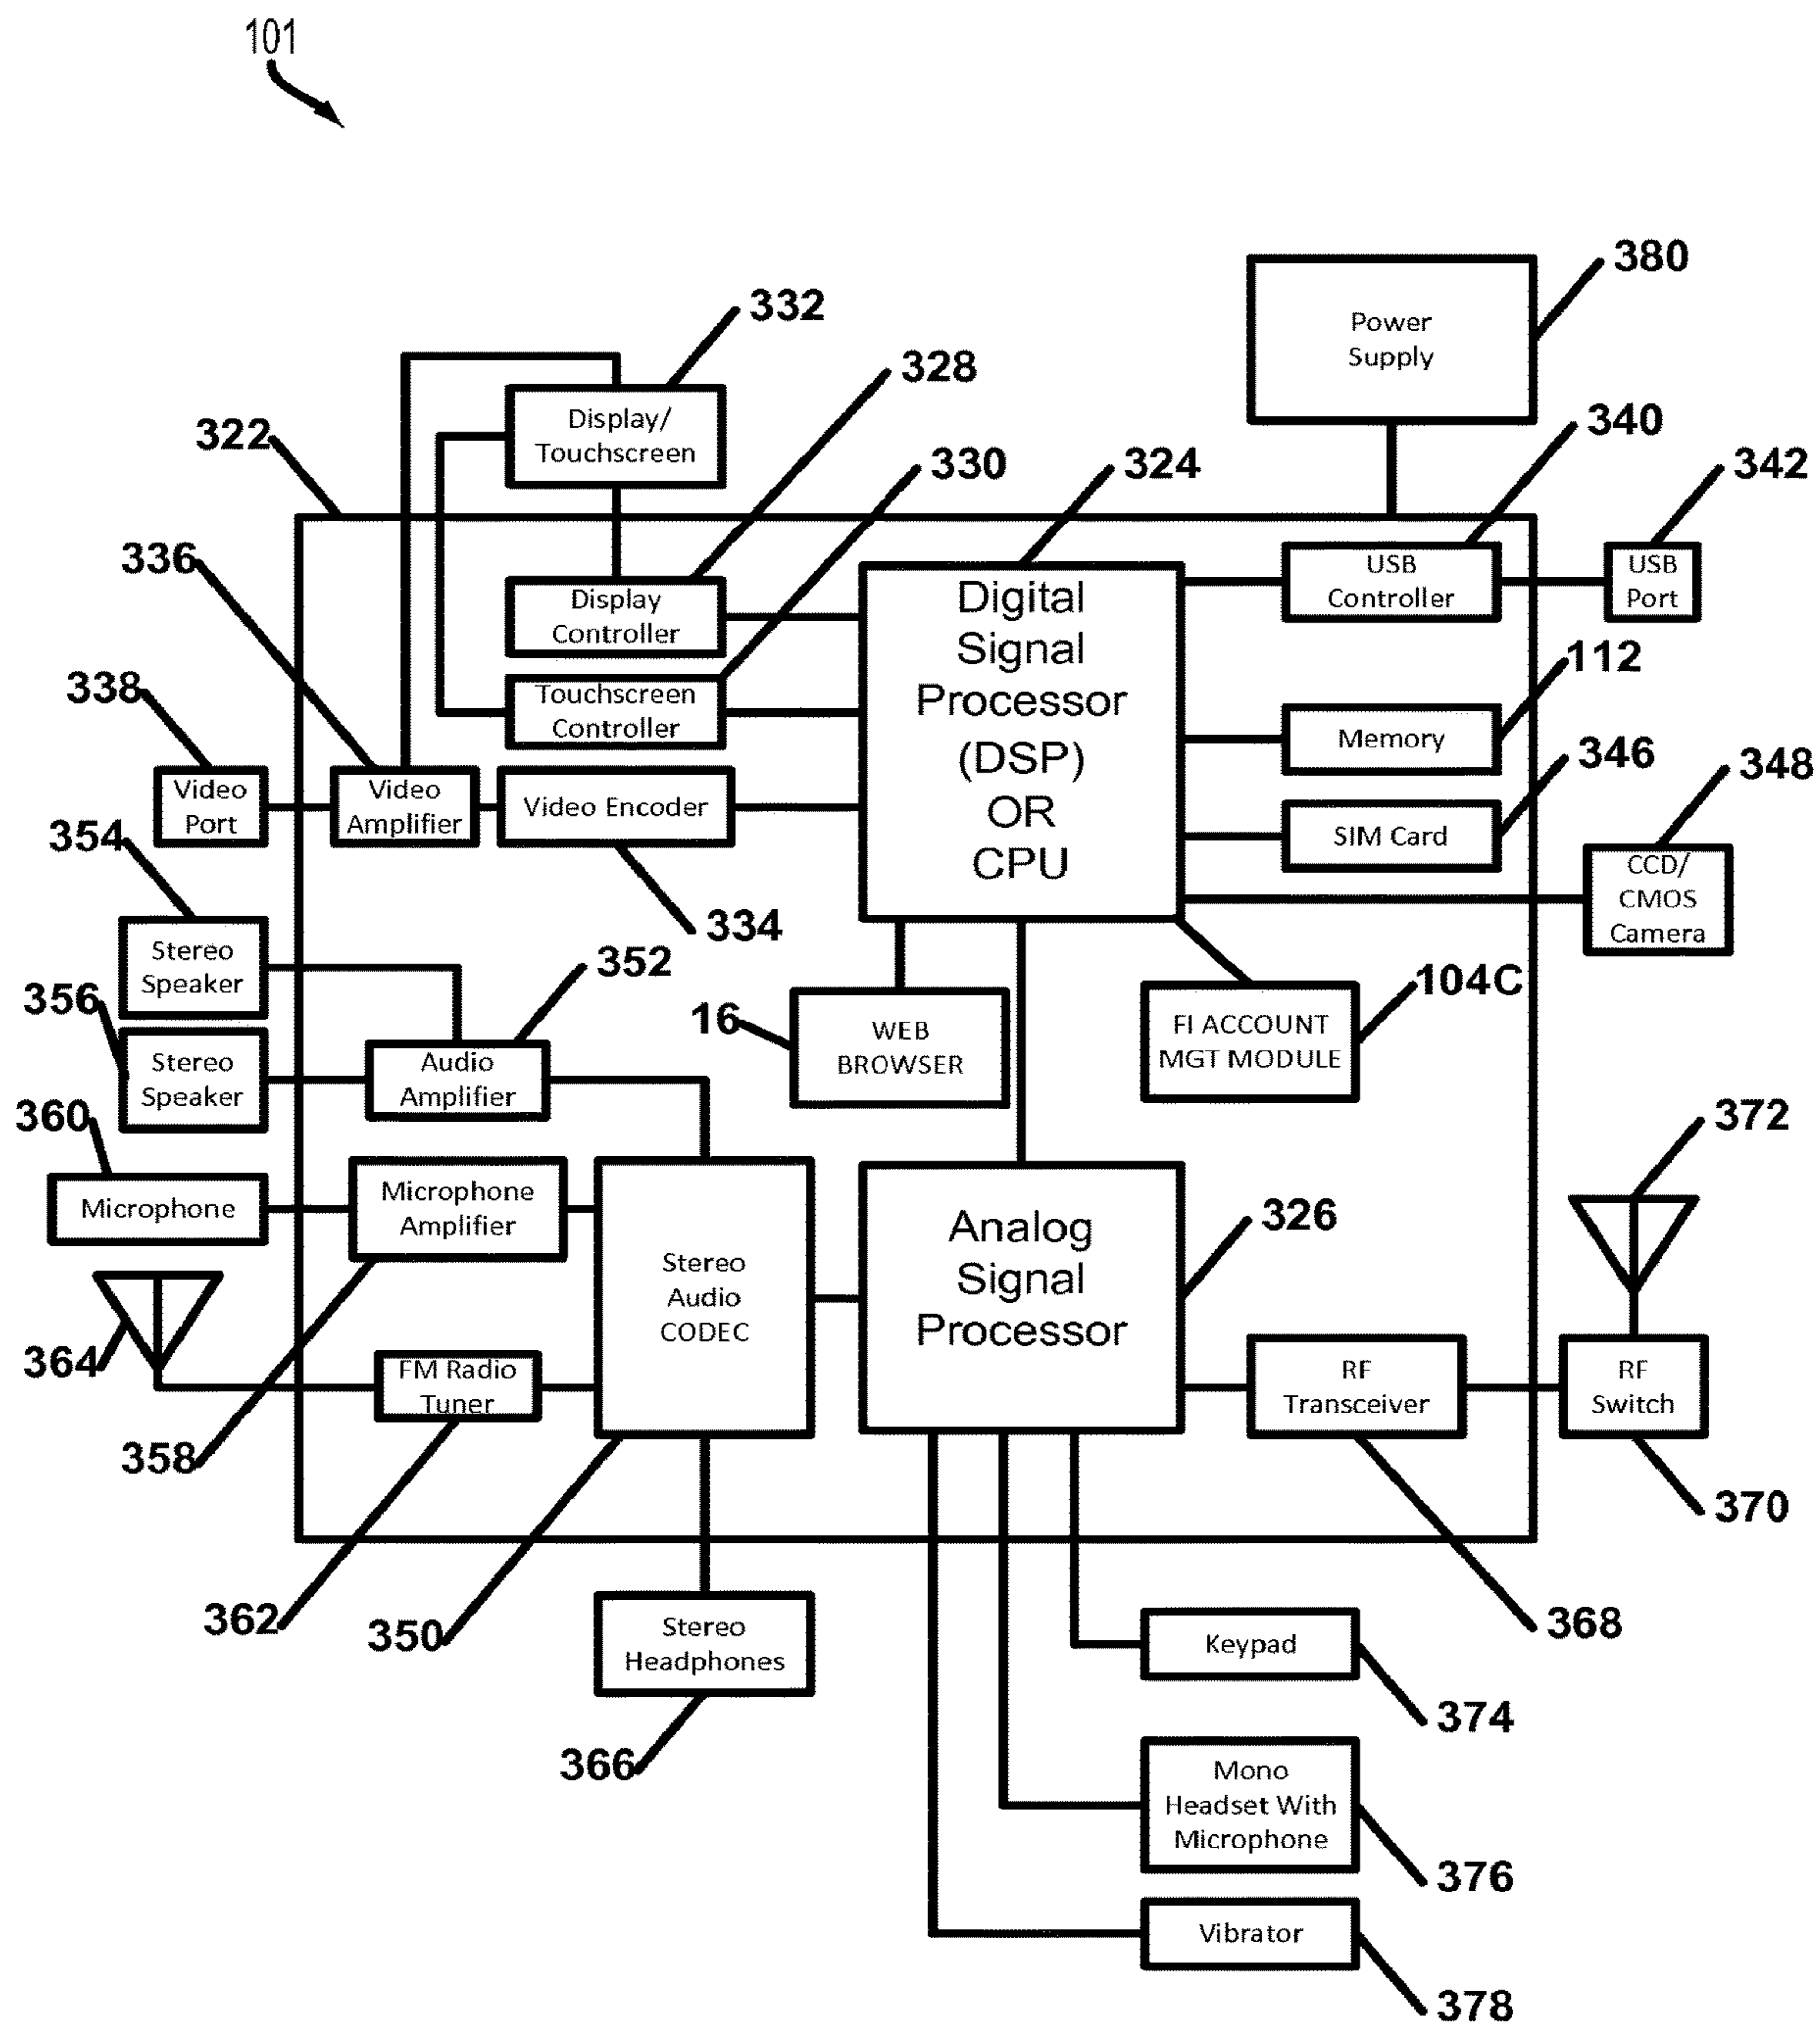 101
380
Power
Supply
332
328
Display/
Touchscreen
322
330
324
340
342
336
Display
Controller
Digital
Signal
Processor
(DSP)
OR
CPU
USB
Controller
USB
Port
338
Touchscreen
Controller
112
Memory
346
348
Video
Port
Video
Amplifier
Video Encoder
SIM Card
354
334
CCD/
CMOS
Camera
Stereo
Speaker
352
104C
356
16
WEB
BROWSER
FI ACCOUNT
MGT MODULE
Stereo
Speaker
Audio
Amplifier
360
372
Microphone
Microphone
Amplifier
Stereo
Audio
CODEC
Analog
Signal
Processor
326
364
FM Radio
Tuner
RF
Transceiver
RF
Switch
358
370
362
350
Stereo
Headphones
368
Keypad
366
374
Mono
Headset With
Microphone
376
Vibrator
378